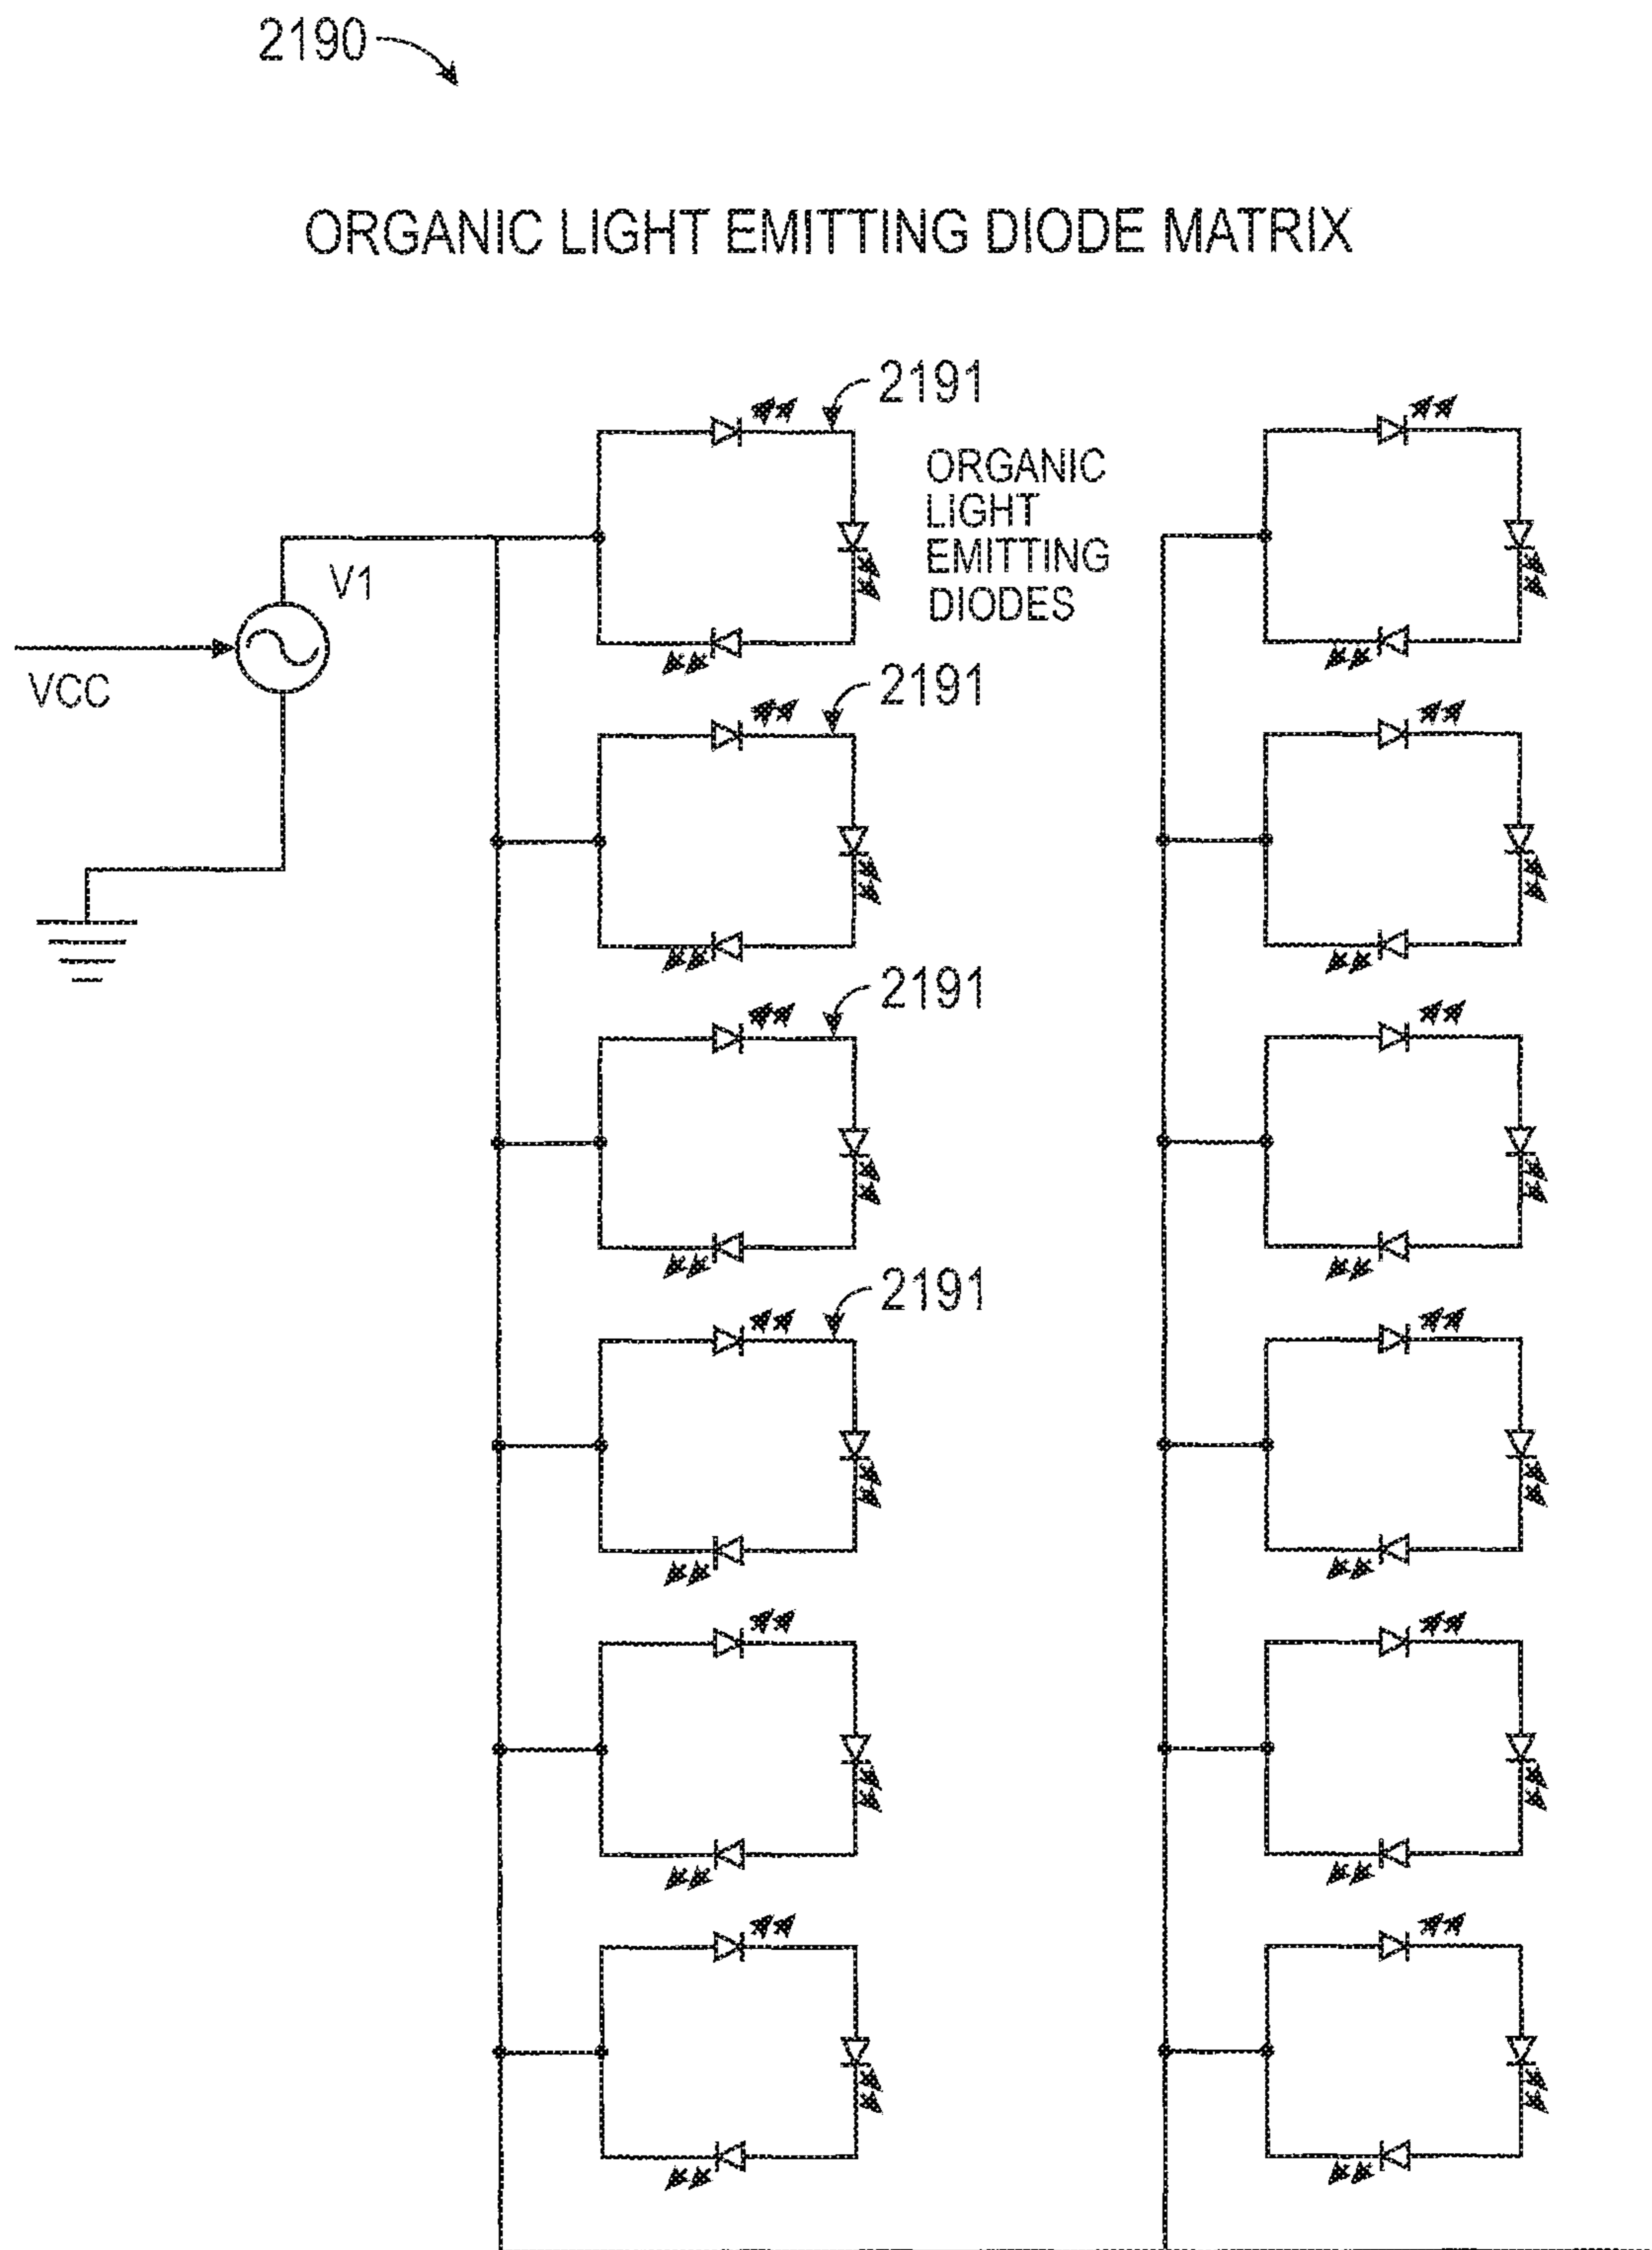 2190
ORGANIC LIGHT EMITTING DIODE MATRIX
2191
ORGANIC
LIGHT
EMITTING
DIODES
V1
VCC
2191
2191
2191